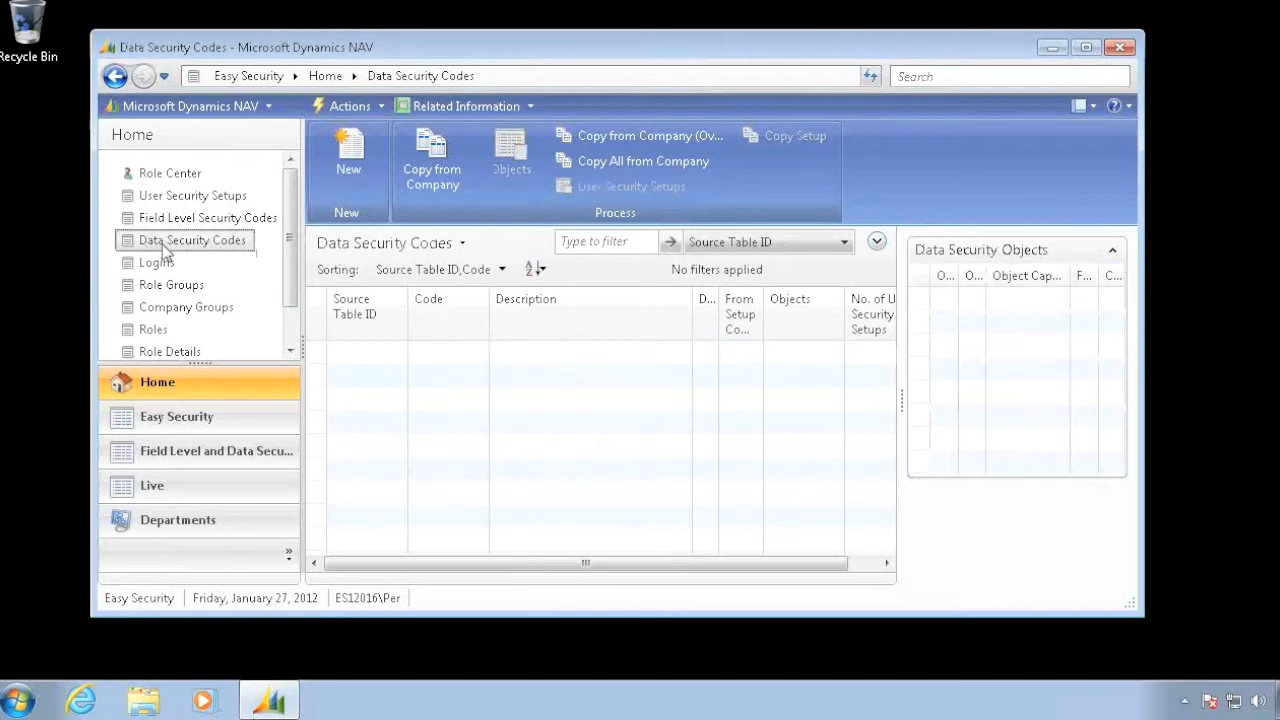 Recycle Bin
Data Security Codes - Microsoft Dynamics NAV
Easy Security Home Data Security Codes
Search
Microsoft Dynamics NAV
Actions
Related Information
Home
Role Center
User Security Setups
Field Level Security Codes
Data Security Codes
Logins
Role Groups
Company Groups
Roles
Role Details
Home
Easy Security
Field Level and Data Secu...
Live
Departments
New
Copy from Company
Objects
Copy from Company (Ov...
Copy All from Company
User Security Setups
Copy Setup
New
Process
Data Security Codes
Type to filter
Source Table ID
Sorting: Source Table ID,Code
No filters applied
Source Table ID
Code
Description
D...
From Setup Co...
Objects
No. of U Security Setups
Data Security Objects
O... O... Object Cap... F... C...
Easy Security
Friday, January 27, 2012
ES12016\Per